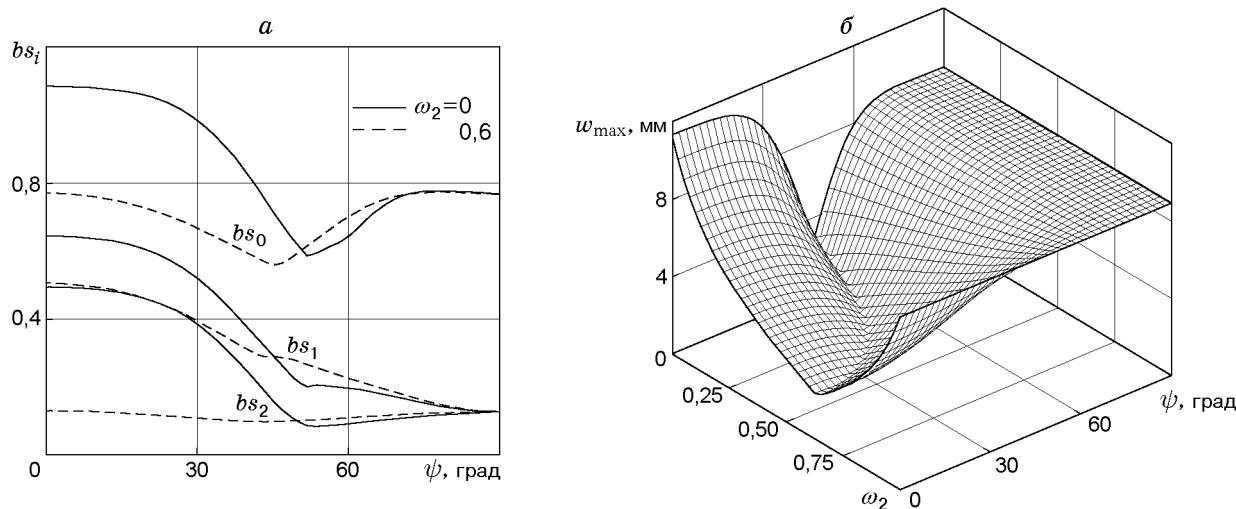 а
bs_i
ω₂=0
0,6
0,8
bs₀
0,4
bs₁
bs₂
0
30
60
ψ, град
б
w_max, мм
8
4
0
0,25
0,50
0,75
ω₂
0
30
60
ψ, град